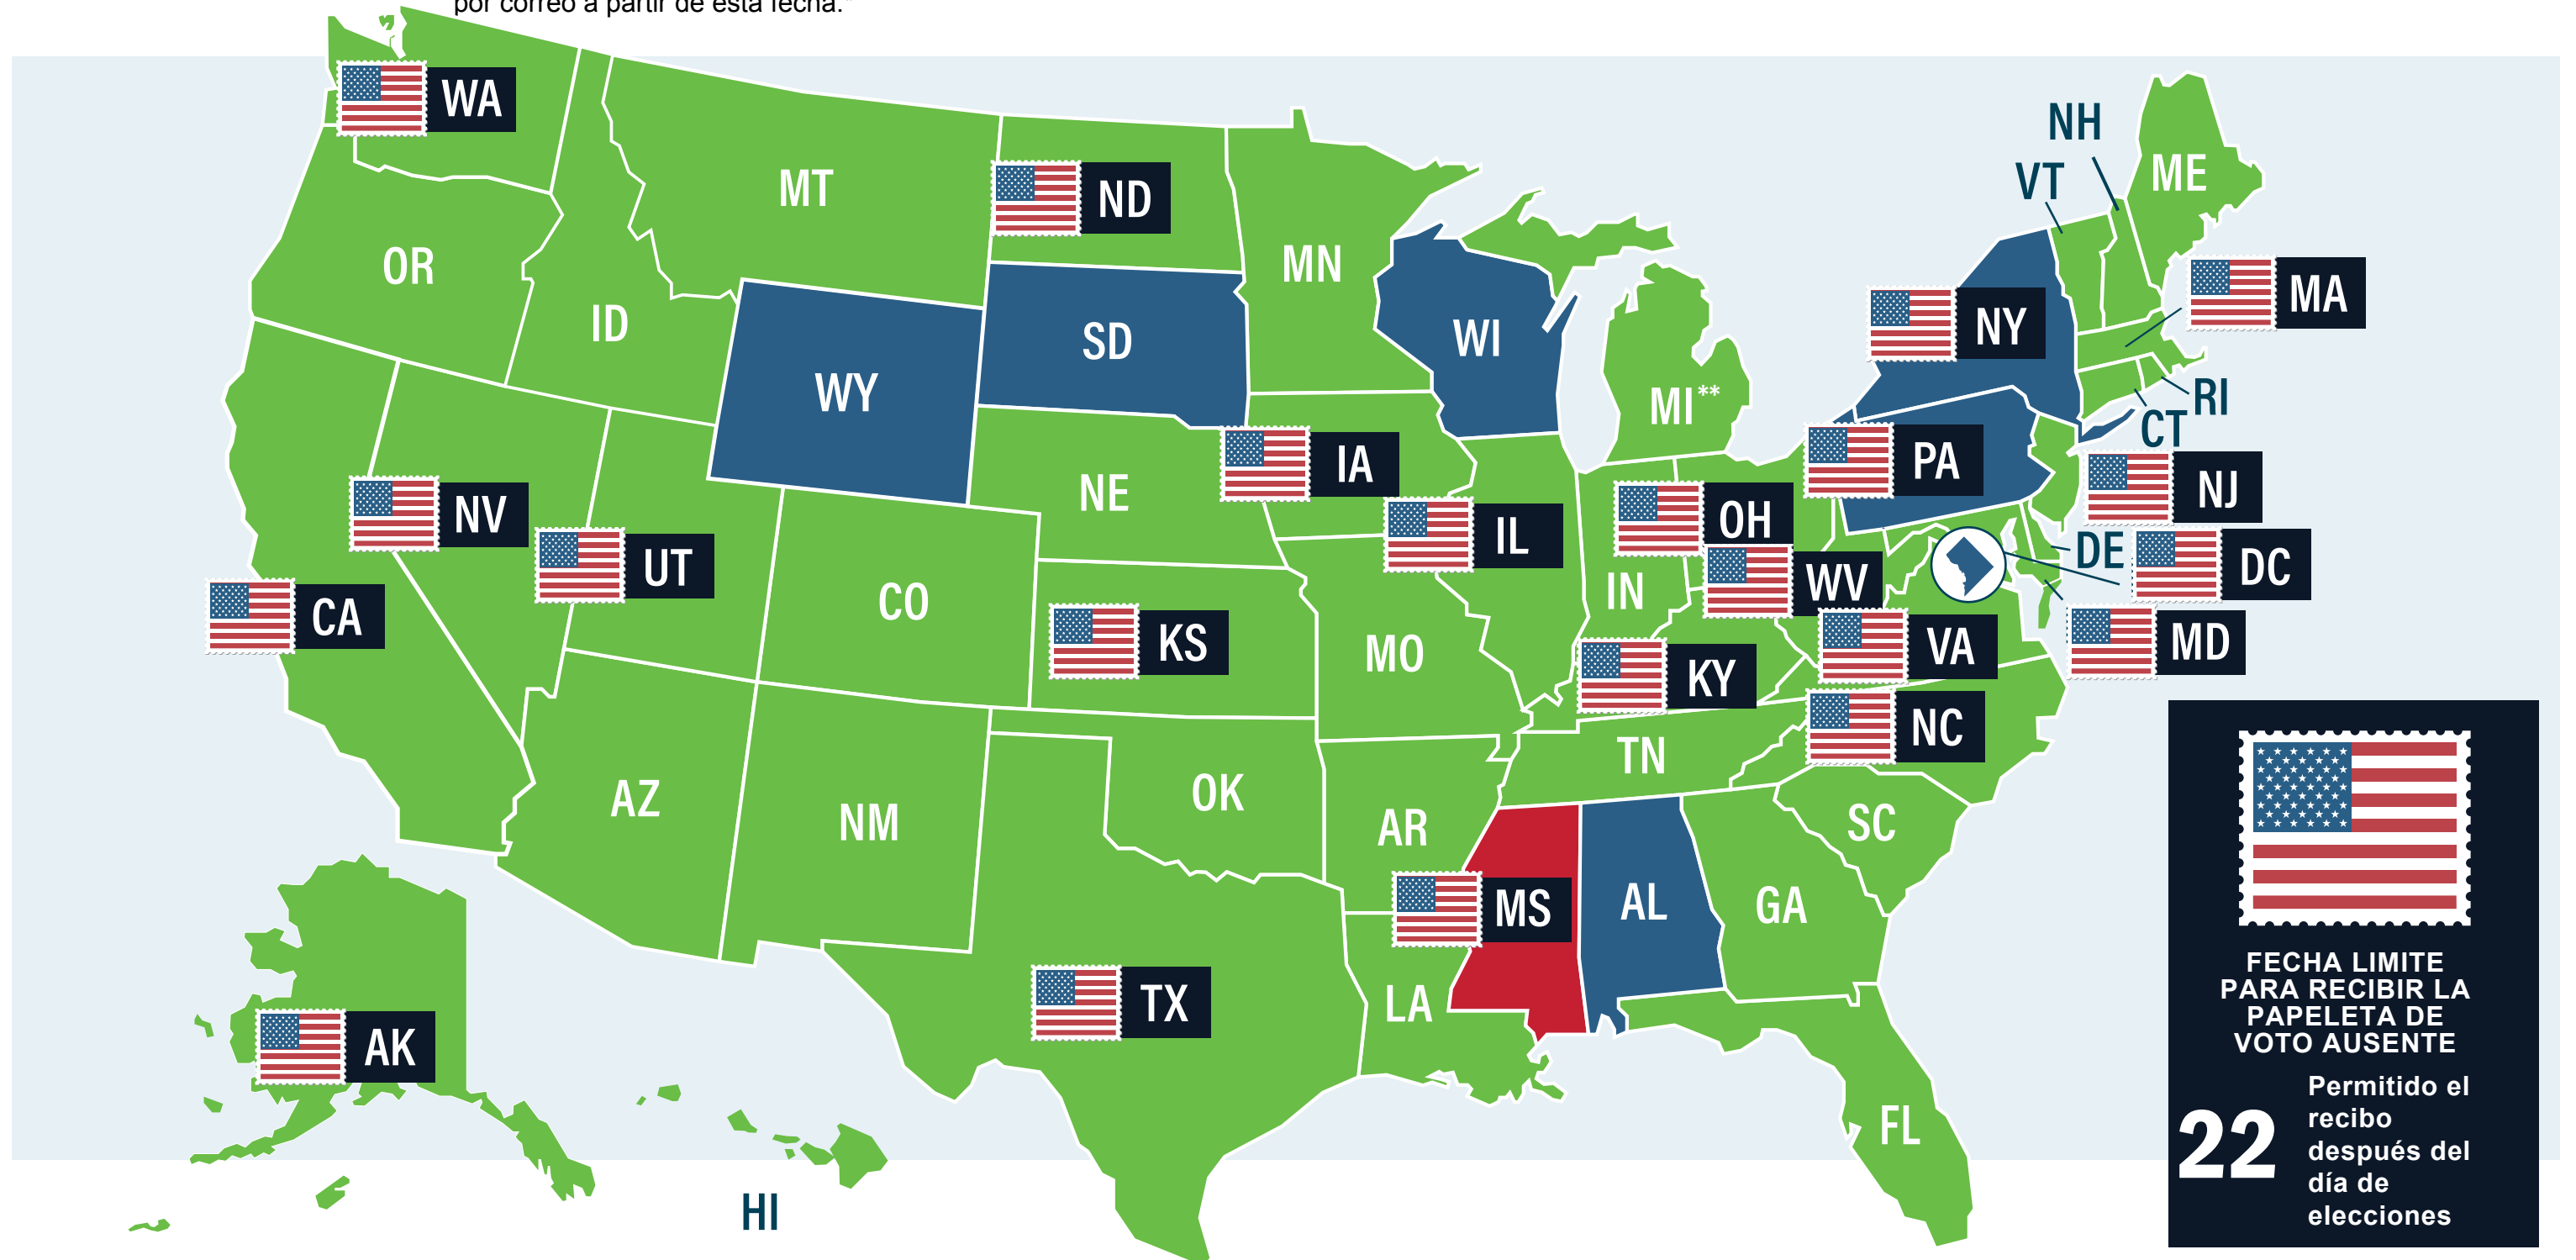 por correo a partir de esta fecha.*
WA
MT
ND
OR
ID
MN
WY
SD
WI
MI**
NH
VT
ME
MA
NY
RI
CT
NV
UT
CA
NE
IA
IL
CO
KS
MO
IN
OH
WV
PA
NJ
DE
DC
MD
VA
KY
NC
TN
AZ
NM
OK
AR
SC
MS
AL
GA
TX
LA
FL
AK
HI
FECHA LIMITE
PARA RECIBIR LA
PAPELETA DE
VOTO AUSENTE
22
Permitido el
recibo
después del
día de
elecciones